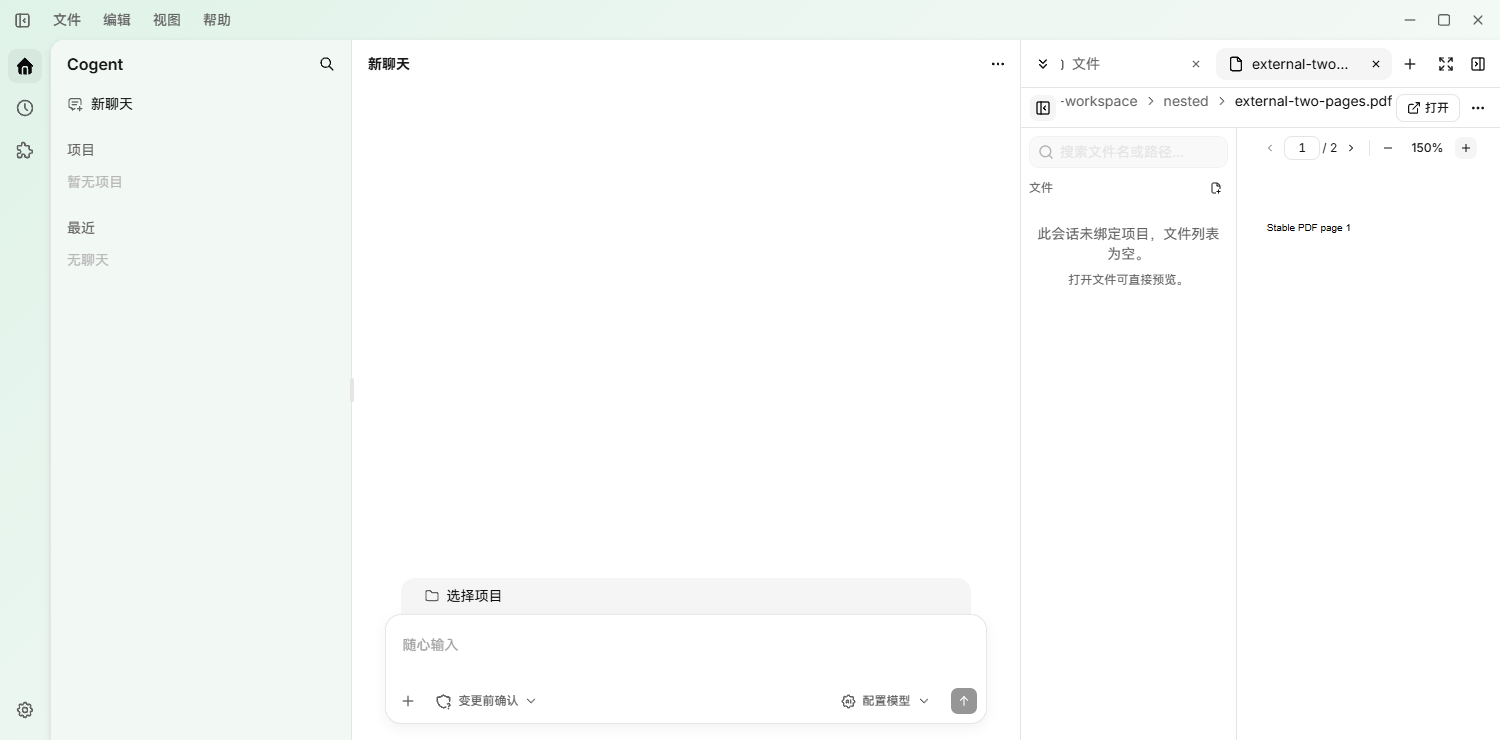 文件 编辑 视图 帮助
Cogent
新聊天
项目
暂无项目
最近
无聊天
新聊天
选择项目
随心输入
变更前确认
配置模型
文件
external-two...
-workspace > nested > external-two-pages.pdf
打开
搜索文件名或路径...
文件
此会话未绑定项目，文件列表
为空。
打开文件可直接预览。
1 / 2
150%
Stable PDF page 1